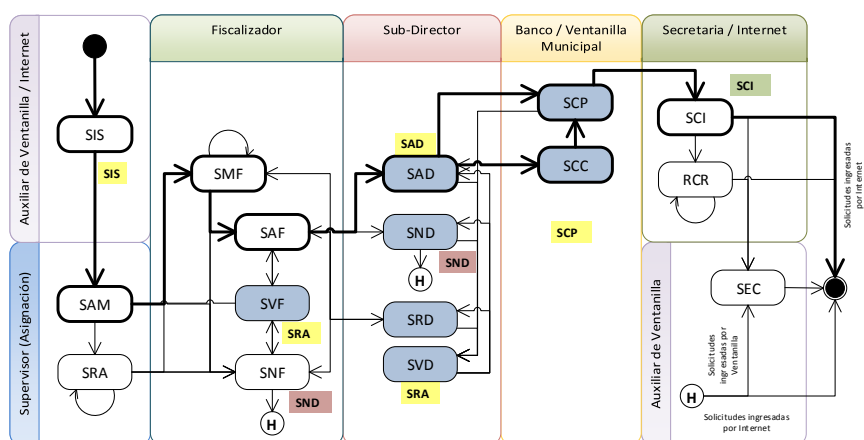 Auxiliar de Ventanilla / Internet
Fiscalizador
Sub-Director
Banco / Ventanilla
Municipal
Secretaria / Internet
SIS
SIS
SMF
SAF
SAD
SAD
SCP
SCC
SCP
SCI
SCI
RCR
Solicitudes ingresadas
por Internet
Supervisor (Asignación)
SAM
SRA
SVF
SRA
SNF
SND
H
SND
SND
H
SRD
SVD
SRA
Auxiliar de Ventanilla
SEC
Solicitudes
ingresadas por
Ventanilla
H
Solicitudes ingresadas
por Internet